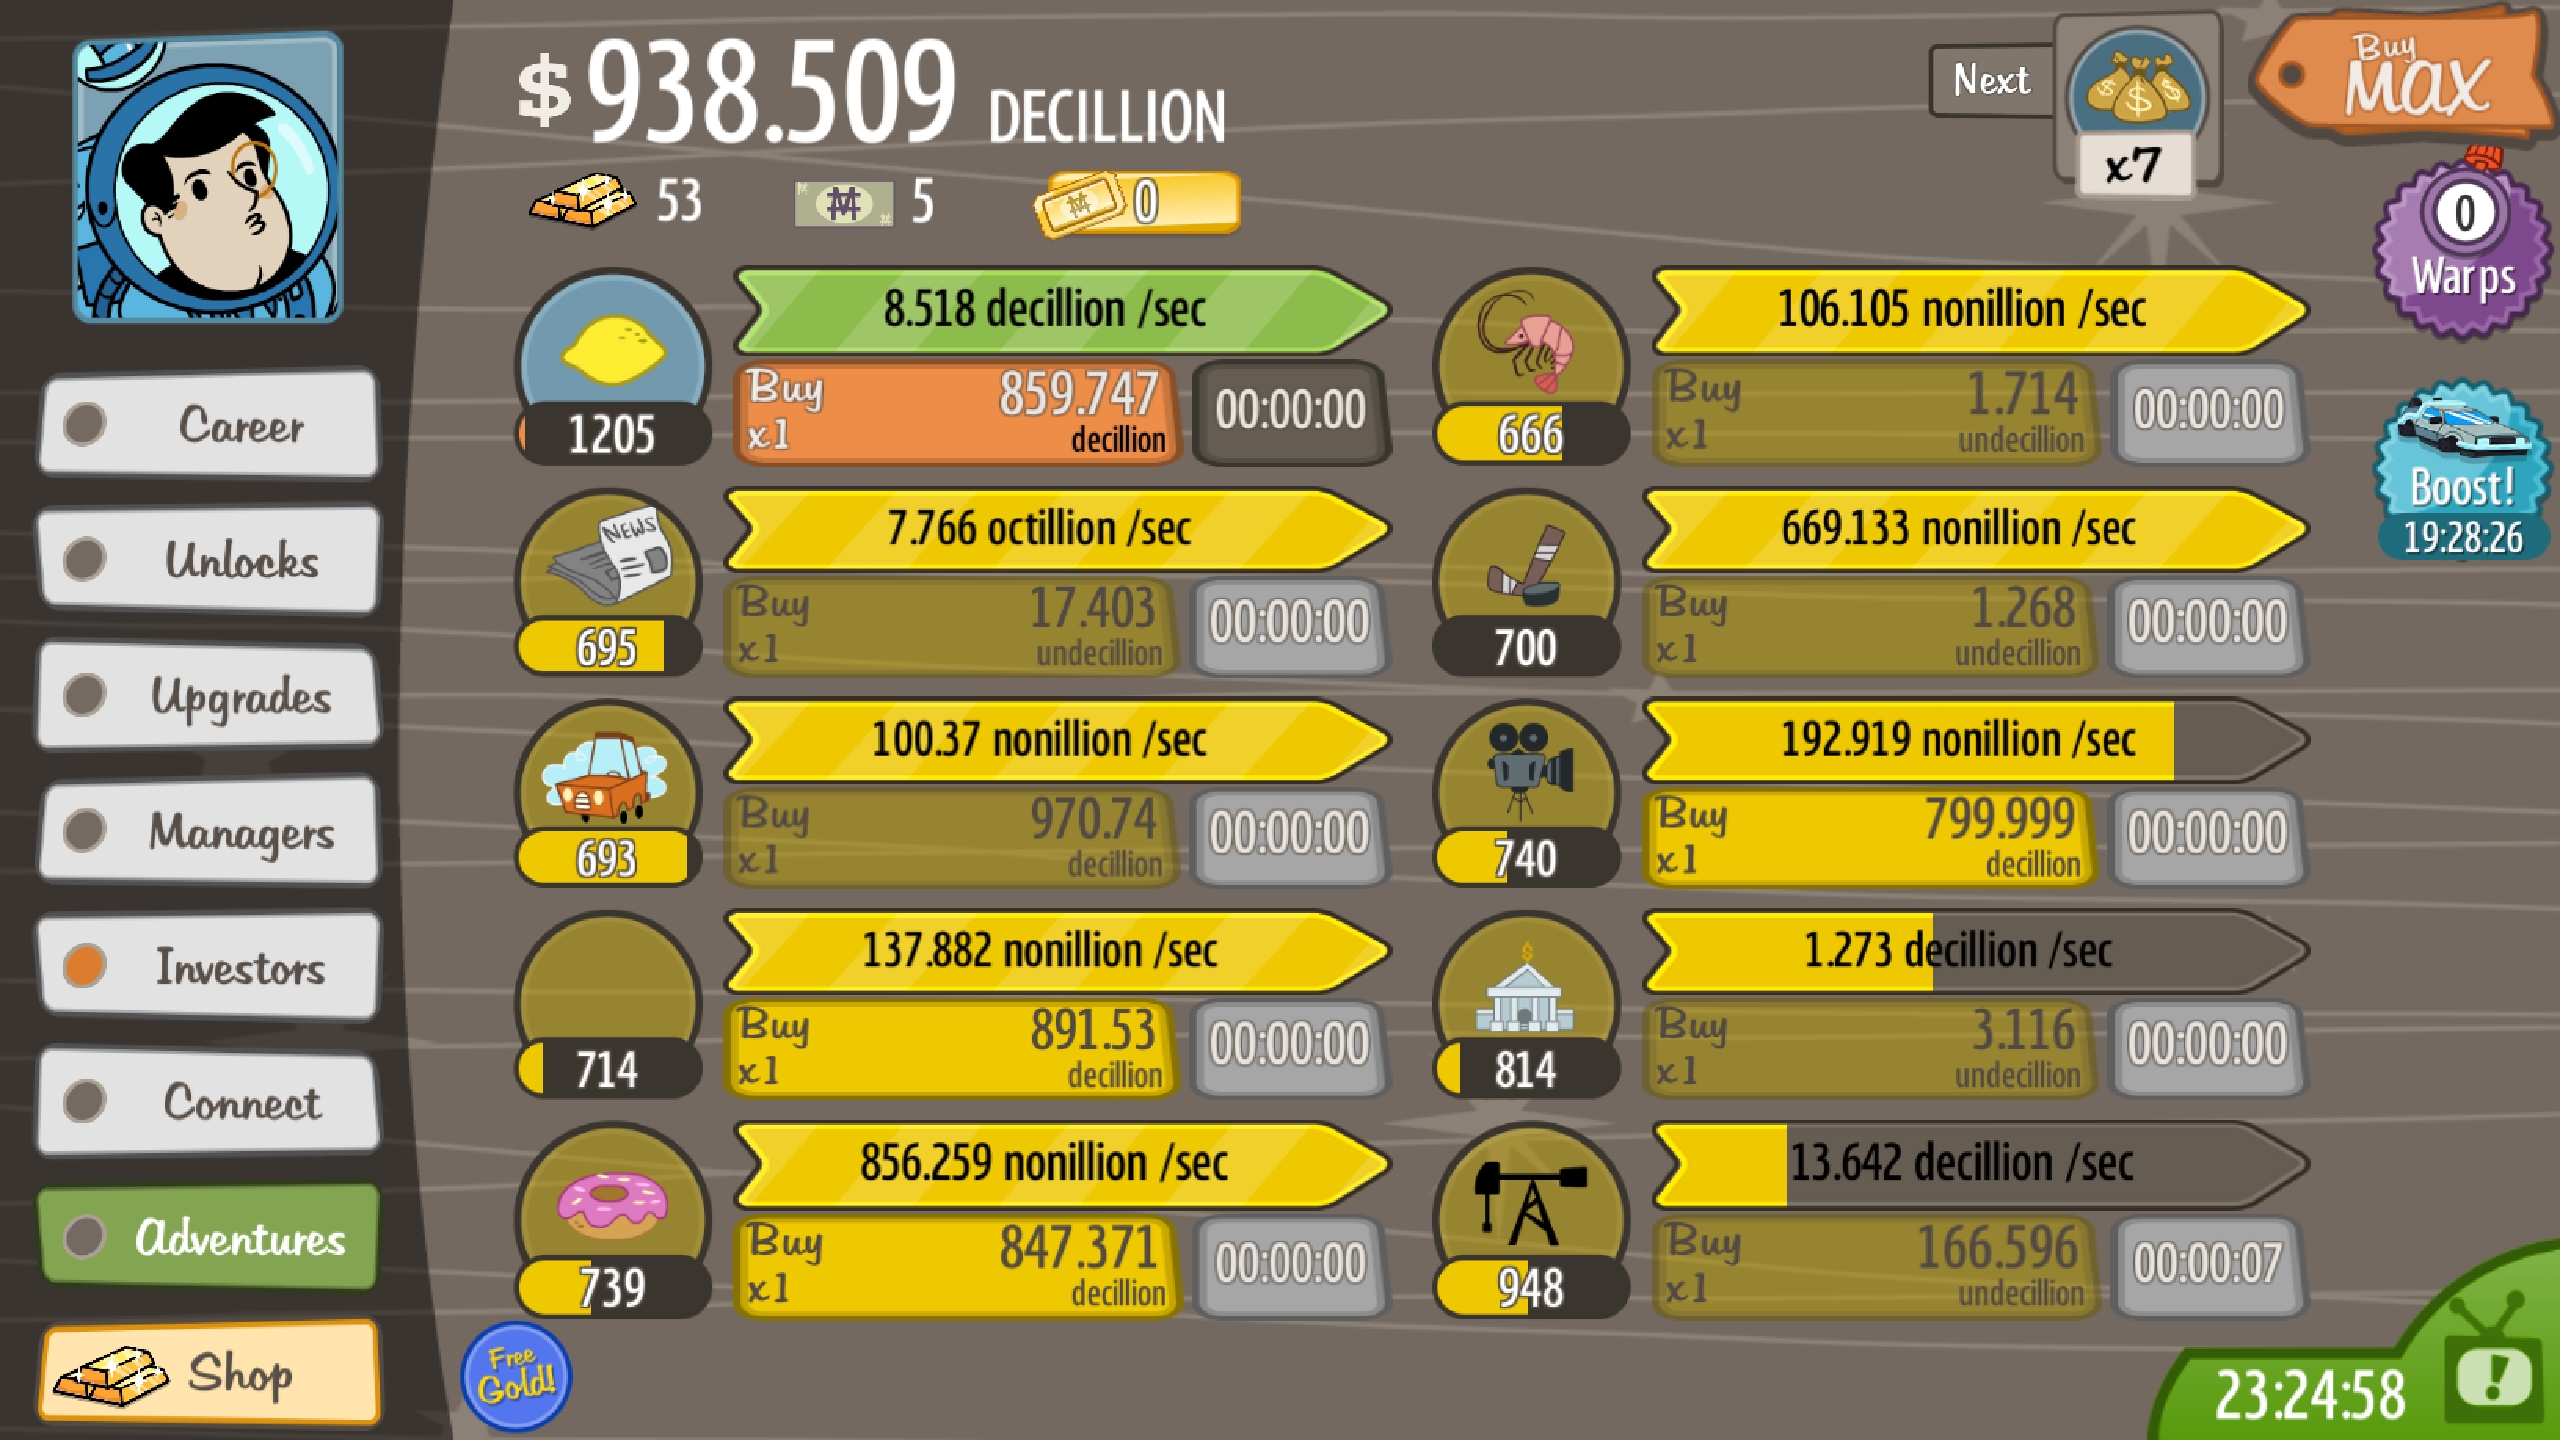 $938.509 DECILLION
53 5 0
Next
x7
Buy
MAX
0
Warps
Boost!
19:28:26
Career
Unlocks
Upgrades
Managers
Investors
Connect
Adventures
Shop
8.518 decillion /sec
1205
Buy
x1
859.747
decillion
00:00:00
106.105 nonillion /sec
666
Buy
x1
1.714
undecillion
00:00:00
NEWS
7.766 octillion /sec
695
Buy
x1
17.403
undecillion
00:00:00
669.133 nonillion /sec
700
Buy
x1
1.268
undecillion
00:00:00
100.37 nonillion /sec
693
Buy
x1
970.74
decillion
00:00:00
192.919 nonillion /sec
740
Buy
x1
799.999
decillion
00:00:00
137.882 nonillion /sec
714
Buy
x1
891.53
decillion
00:00:00
1.273 decillion /sec
814
Buy
x1
3.116
undecillion
00:00:00
856.259 nonillion /sec
739
Buy
x1
847.371
decillion
00:00:00
13.642 decillion /sec
948
Buy
x1
166.596
undecillion
00:00:07
Free
Gold!
23:24:58